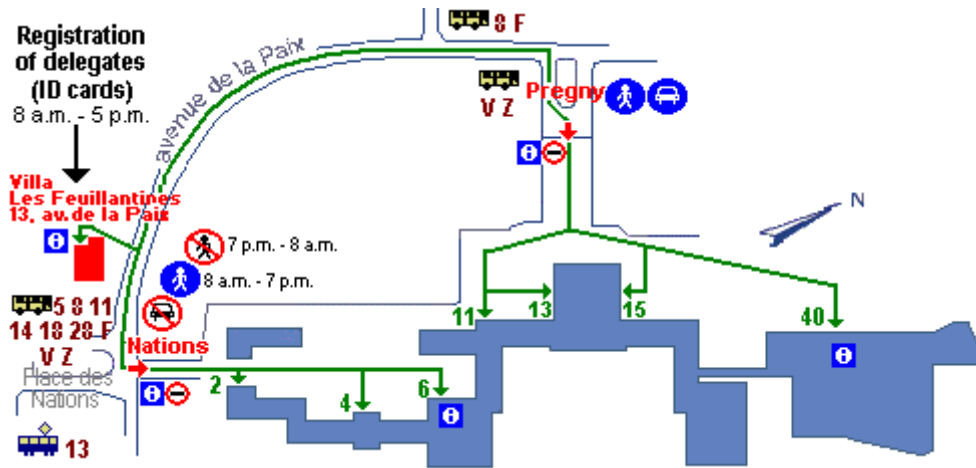 Registration
of delegates
(ID cards)
8 a.m. - 5 p.m.
avenue de la Paix
8 F
V Z
Pregny
Villa
Les Feuillantines
13, av. de la Paix
7 p.m. - 8 a.m.
8 a.m. - 7 p.m.
N
5 8 11
14 18 28 F
V Z
Nations
Place des
Nations
13
2
4
6
11
13
15
40